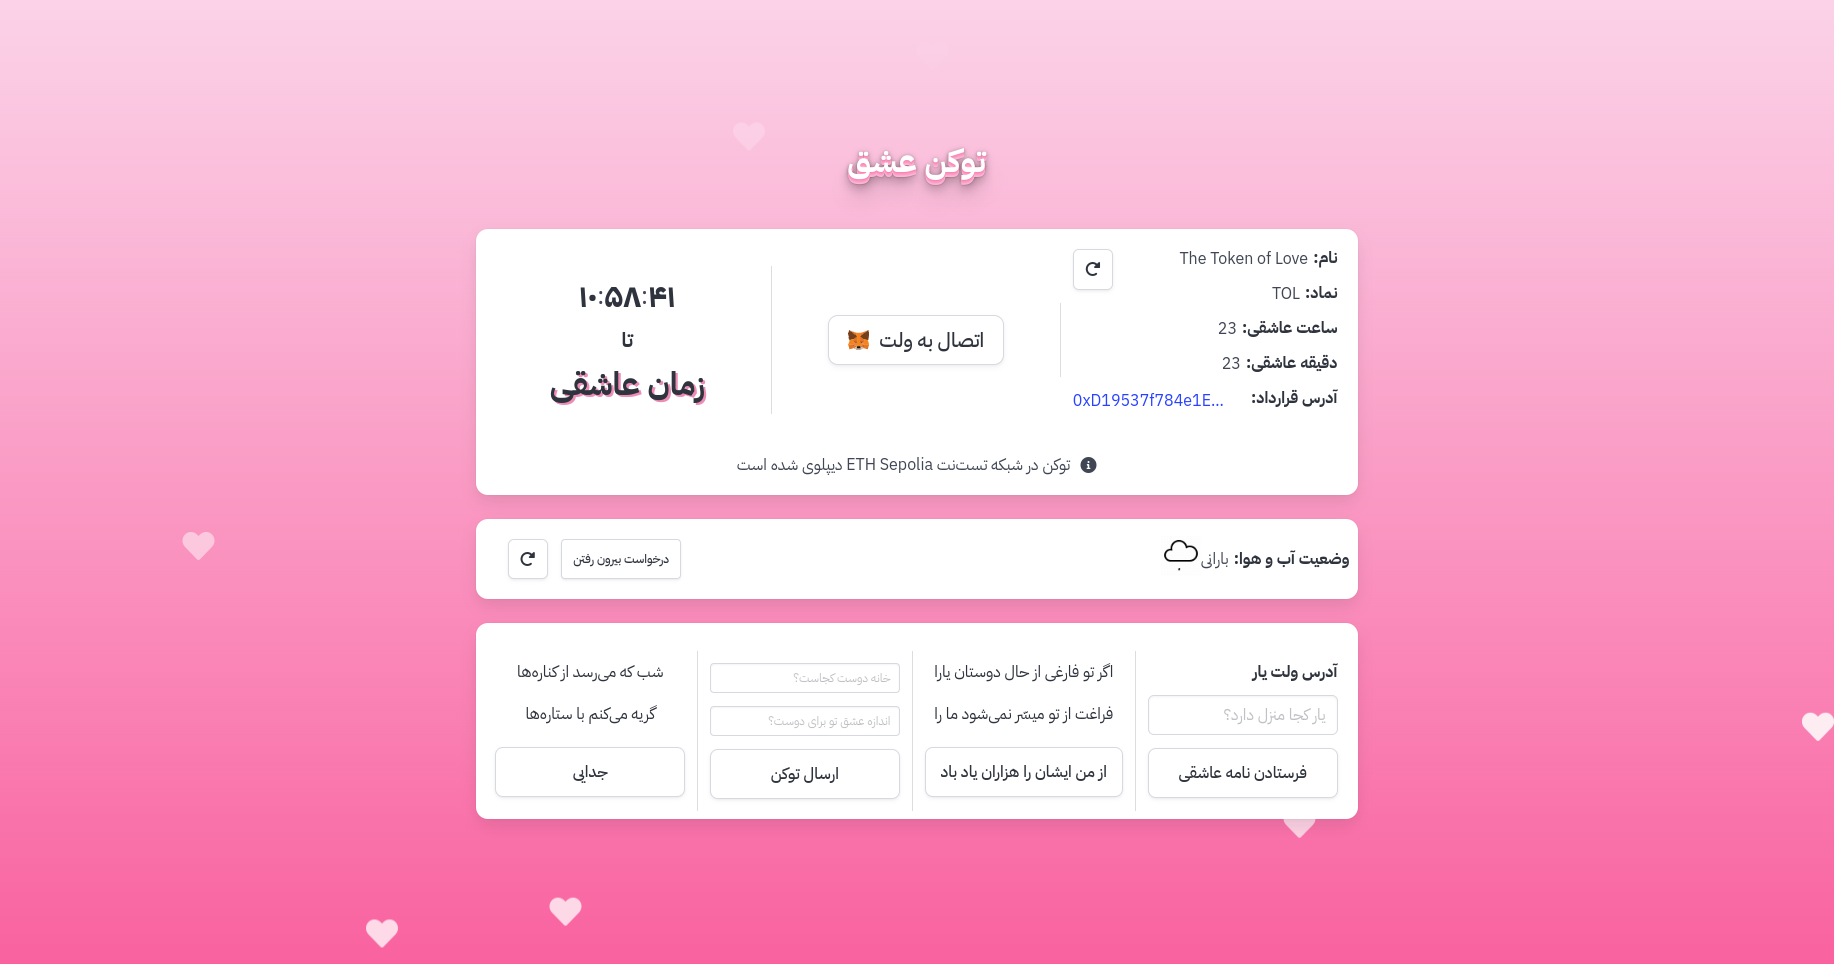 توکن عشق
نام: The Token of Love
نماد: TOL
ساعت عاشقی: 23
دقیقه عاشقی: 23
آدرس قرارداد: 0xD19537f784e1E...
اتصال به ولت
۱۰:۵۸:۴۱
تا
زمان عاشقی
توکن در شبکه تست‌نت ETH Sepolia دیپلوی شده است
وضعیت آب و هوا: بارانی
درخواست بیرون رفتن
آدرس ولت یار
یار کجا منزل دارد؟
فرستادن نامه عاشقی
اگر تو فارغی از حال دوستان یارا
فراغت از تو میسّر نمی‌شود ما را
از من ایشان را هزاران یاد باد
خانه دوست کجاست؟
اندازه عشق تو برای دوست؟
ارسال توکن
شب که می‌رسد از کناره‌ها
گریه می‌کنم با ستاره‌ها
جدایی